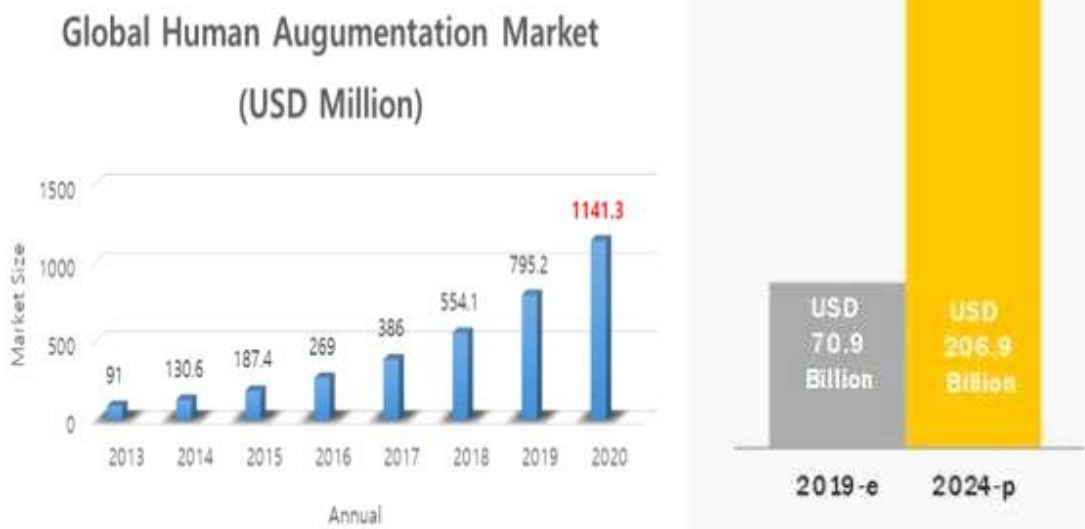 Global Human Augumentation Market
(USD Million)
1500
1000
500
0
Market Size
91
130.6
187.4
269
386
554.1
795.2
1141.3
2013 2014 2015 2016 2017 2018 2019 2020
Annual
USD
70.9
Billion
USD
206.9
Billion
2019-e 2024-p